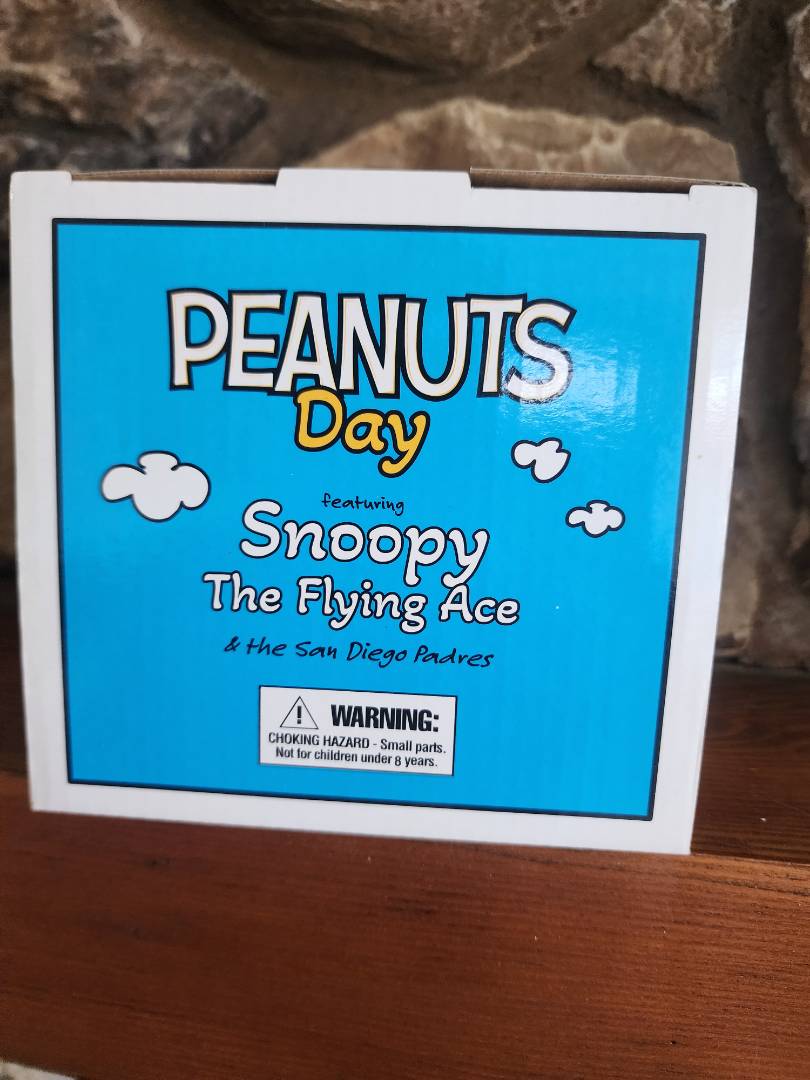 PEANUTS
Day
featuring
Snoopy
The Flying Ace
& the San Diego Padres
WARNING:
CHOKING HAZARD - Small parts.
Not for children under 8 years.